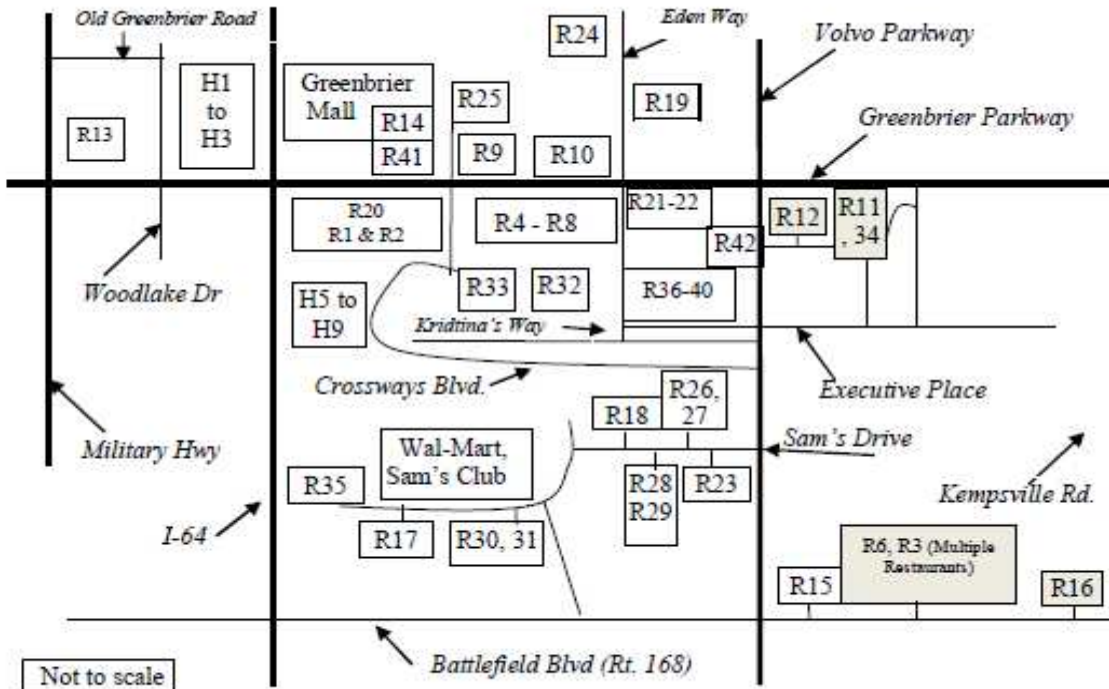 Old Greenbrier Road
Eden Way
R24
Volvo Parkway
H1
to
H3
Greenbrier
Mall
R25
R19
Greenbrier Parkway
R13
R14
R41
R9
R10
R20
R1 & R2
R4 - R8
R21-22
R42
R12
R11
, 34
Woodlake Dr
H5 to
H9
R33
R32
R36-40
Kridtina's Way
Crossways Blvd.
Executive Place
R26,
27
R18
Military Hwy
Wal-Mart,
Sam's Club
Sam's Drive
R35
R28
R29
R23
Kempsville Rd.
I-64
R17
R30, 31
R6, R3 (Multiple
Restaurants)
R15
R16
Battlefield Blvd (Rt. 168)
Not to scale